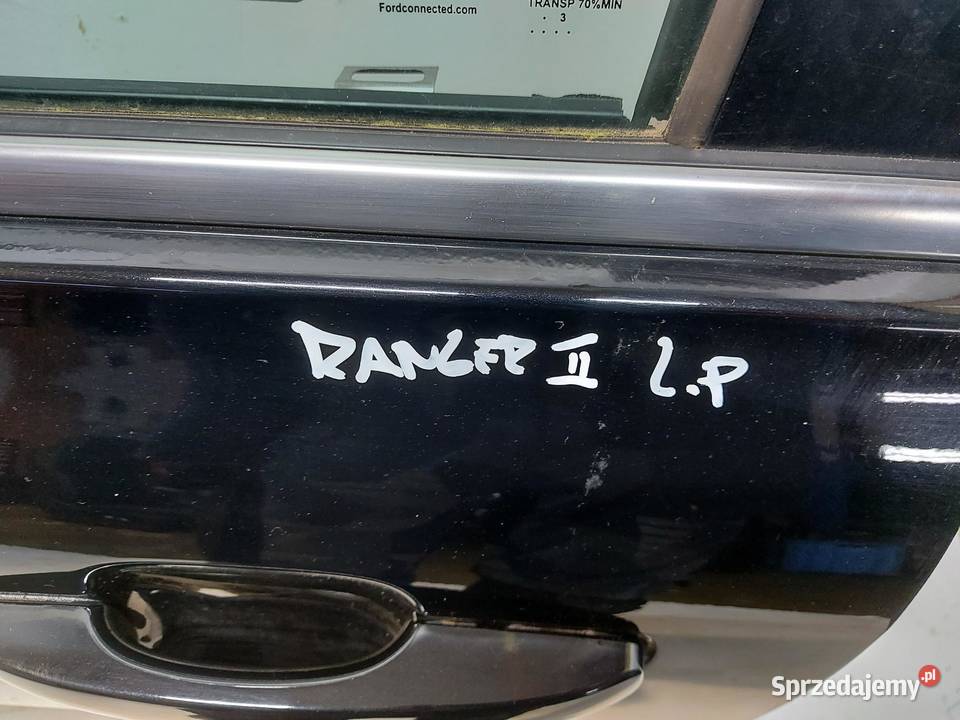 Fordconnected.com
TRANSP 70%MIN
3
RANGER II L.P
Sprzedajemy.pl